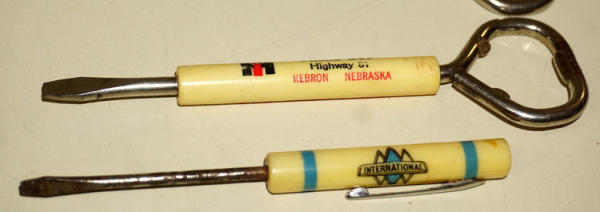 Highway 81
HEBRON NEBRASKA
INTERNATIONAL